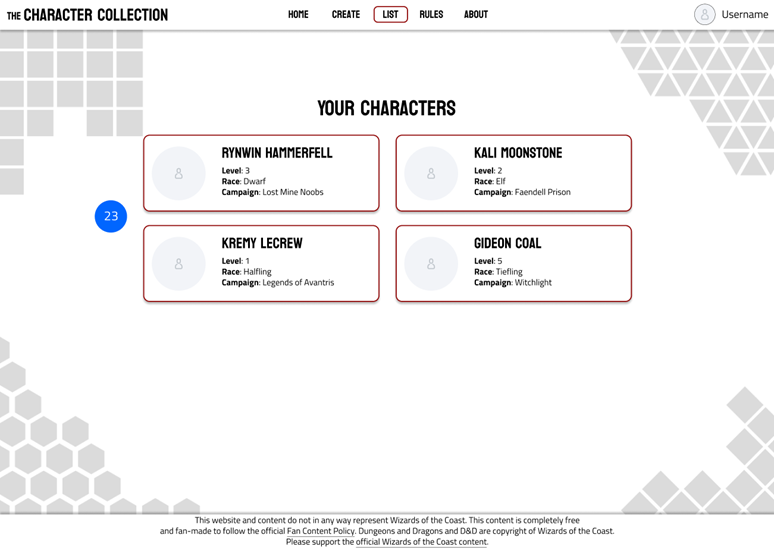 THE CHARACTER COLLECTION
HOME CREATE LIST RULES ABOUT
Username
YOUR CHARACTERS
RYNWIN HAMMERFELL
Level: 3
Race: Dwarf
Campaign: Lost Mine Noobs
KALI MOONSTONE
Level: 2
Race: Elf
Campaign: Faendell Prison
23
KREMY LECREW
Level: 1
Race: Halfling
Campaign: Legends of Avantris
GIDEON COAL
Level: 5
Race: Tiefling
Campaign: Witchlight
This website and content do not in any way represent Wizards of the Coast. This content is completely free
and fan-made to follow the official Fan Content Policy. Dungeons and Dragons and D&D are copyright of Wizards of the Coast.
Please support the official Wizards of the Coast content.